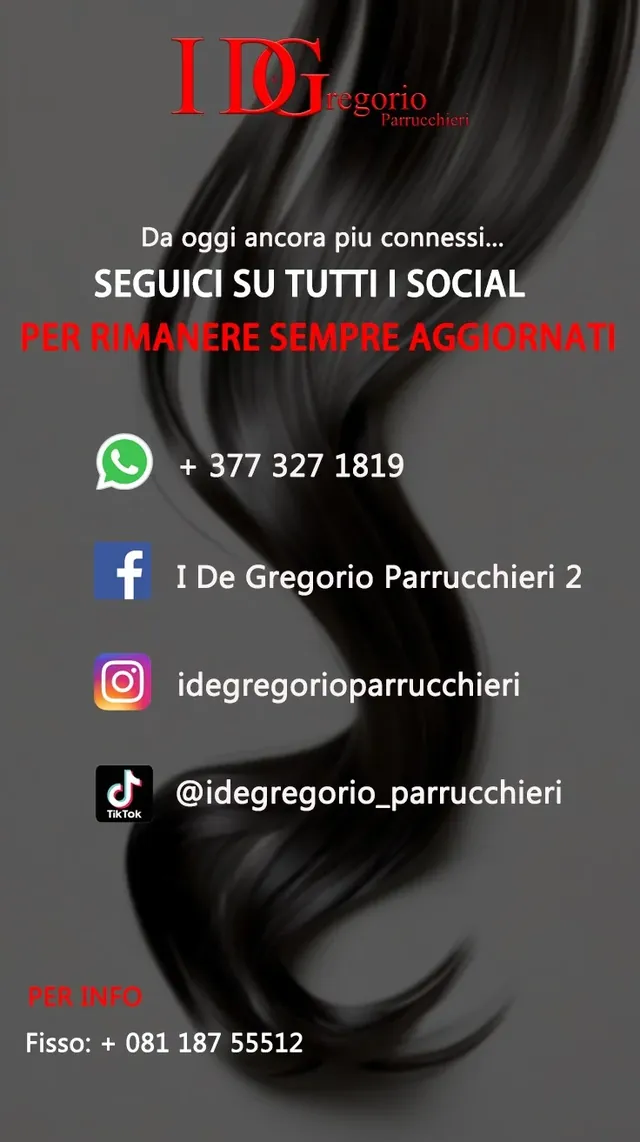 I DGregorio
Parrucchieri
Da oggi ancora piu connessi...
SEGUICI SU TUTTI I SOCIAL
PER RIMANERE SEMPRE AGGIORNATI
+ 377 327 1819
I De Gregorio Parrucchieri 2
idegregorioparrucchieri
TikTok
@idegregorio_parrucchieri
PER INFO
Fisso: + 081 187 55512